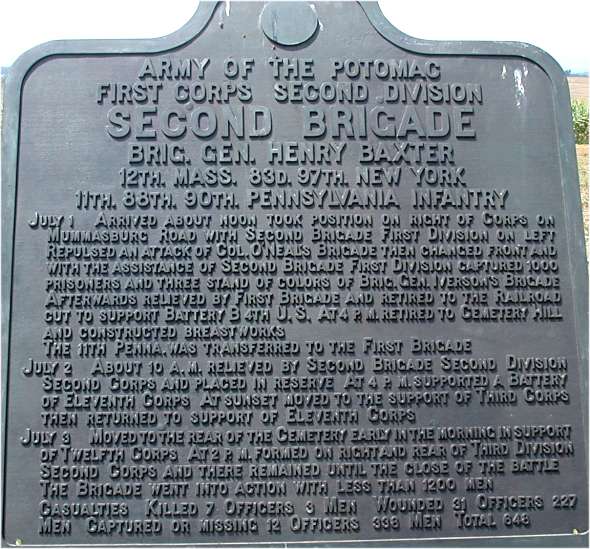 ARMY OF THE POTOMAC
FIRST CORPS SECOND DIVISION
SECOND BRIGADE
BRIG. GEN. HENRY BAXTER
12TH. MASS. 83D. 97TH. NEW YORK
11TH. 88TH. 90TH. PENNSYLVANIA INFANTRY
JULY 1 ARRIVED ABOUT NOON TOOK POSITION ON RIGHT OF CORPS ON
MUMMASBURG ROAD WITH SECOND BRIGADE FIRST DIVISION ON LEFT
REPULSED AN ATTACK OF COL. O'NEAL'S BRIGADE THEN CHANGED FRONT AND
WITH THE ASSISTANCE OF SECOND BRIGADE FIRST DIVISION CAPTURED 1000
PRISONERS AND THREE STAND OF COLORS OF BRIG. GEN. IVERSON'S BRIGADE
AFTERWARDS RELIEVED BY FIRST BRIGADE AND RETIRED TO THE RAILROAD
CUT TO SUPPORT BATTERY B 4TH U.S. AT 4 P.M. RETIRED TO CEMETERY HILL
AND CONSTRUCTED BREASTWORKS
THE 11TH PENNA. WAS TRANSFERRED TO THE FIRST BRIGADE
JULY 2 ABOUT 10 A.M. RELIEVED BY SECOND BRIGADE SECOND DIVISION
SECOND CORPS AND PLACED IN RESERVE AT 4 P.M. SUPPORTED A BATTERY
OF ELEVENTH CORPS AT SUNSET MOVED TO THE SUPPORT OF THIRD CORPS
THEN RETURNED TO SUPPORT OF ELEVENTH CORPS
JULY 3 MOVED TO THE REAR OF THE CEMETERY EARLY IN THE MORNING IN SUPPORT
OF TWELFTH CORPS AT 2 P.M. FORMED ON RIGHT AND REAR OF THIRD DIVISION
SECOND CORPS AND THERE REMAINED UNTIL THE CLOSE OF THE BATTLE
THE BRIGADE WENT INTO ACTION WITH LESS THAN 1200 MEN
CASUALTIES KILLED 7 OFFICERS 3 MEN WOUNDED 31 OFFICERS 227
MEN CAPTURED OR MISSING 12 OFFICERS MEN TOTAL